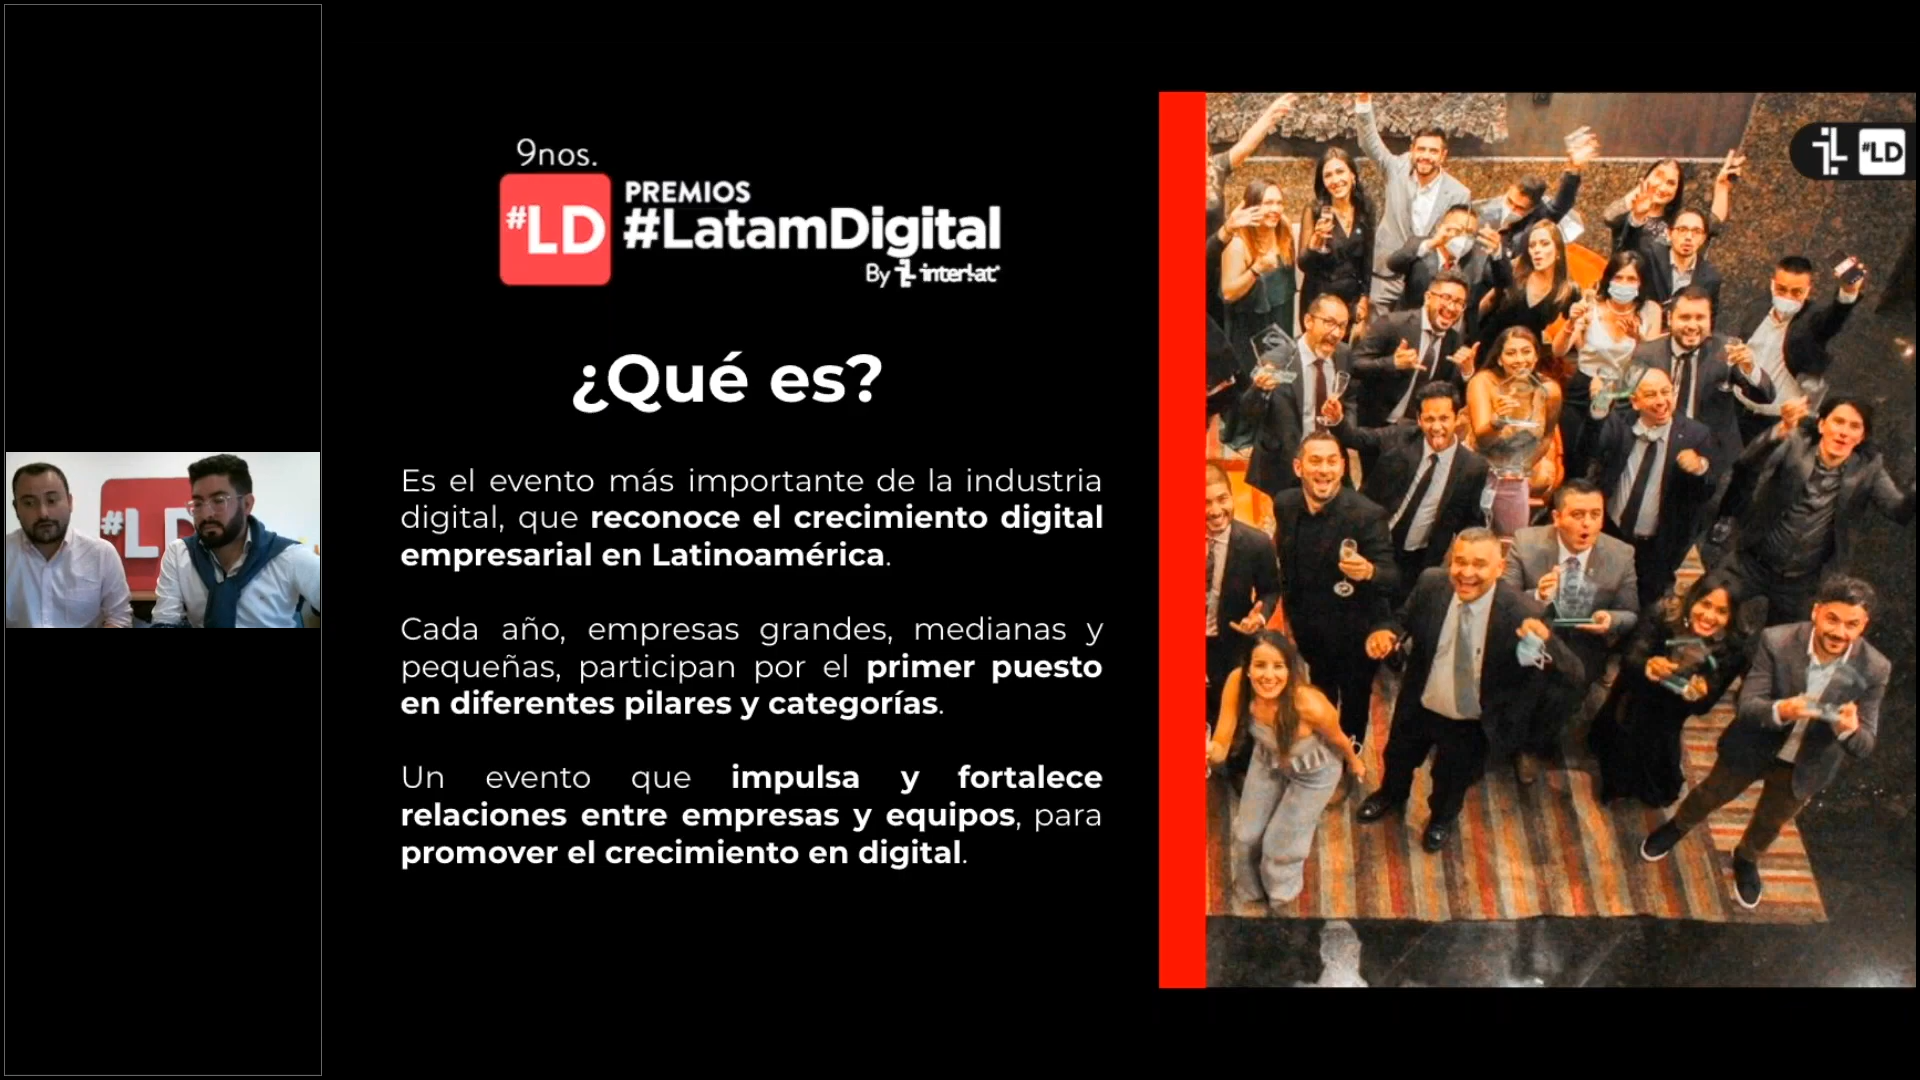 9nos.
#LD
PREMIOS
#LatamDigital
By interlat
¿Qué es?
Es el evento más importante de la industria
digital, que reconoce el crecimiento digital
empresarial en Latinoamérica.
Cada año, empresas grandes, medianas y
pequeñas, participan por el primer puesto
en diferentes pilares y categorías.
Un evento que impulsa y fortalece
relaciones entre empresas y equipos, para
promover el crecimiento en digital.
#LD
#LD